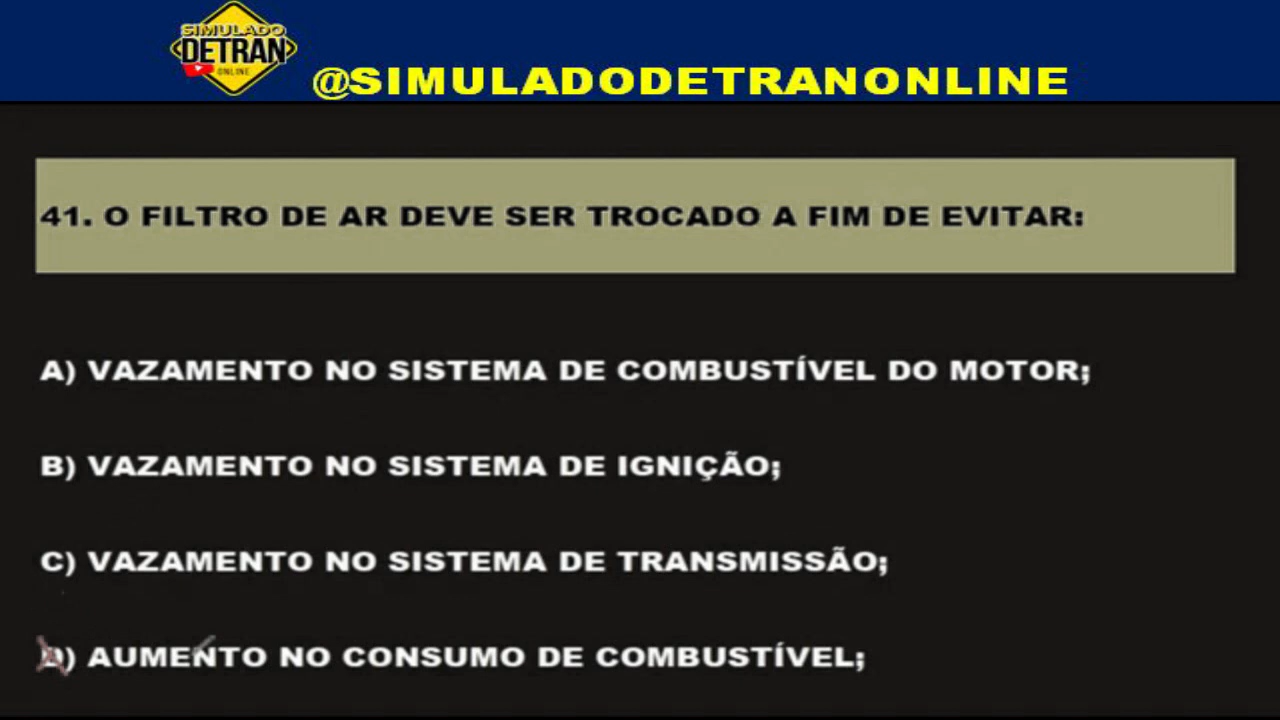 SIMULADO
DETRAN
ONLINE
@SIMULADODETRANONLINE
41. O FILTRO DE AR DEVE SER TROCADO A FIM DE EVITAR:
A) VAZAMENTO NO SISTEMA DE COMBUSTÍVEL DO MOTOR;
B) VAZAMENTO NO SISTEMA DE IGNIÇÃO;
C) VAZAMENTO NO SISTEMA DE TRANSMISSÃO;
D) AUMENTO NO CONSUMO DE COMBUSTÍVEL;